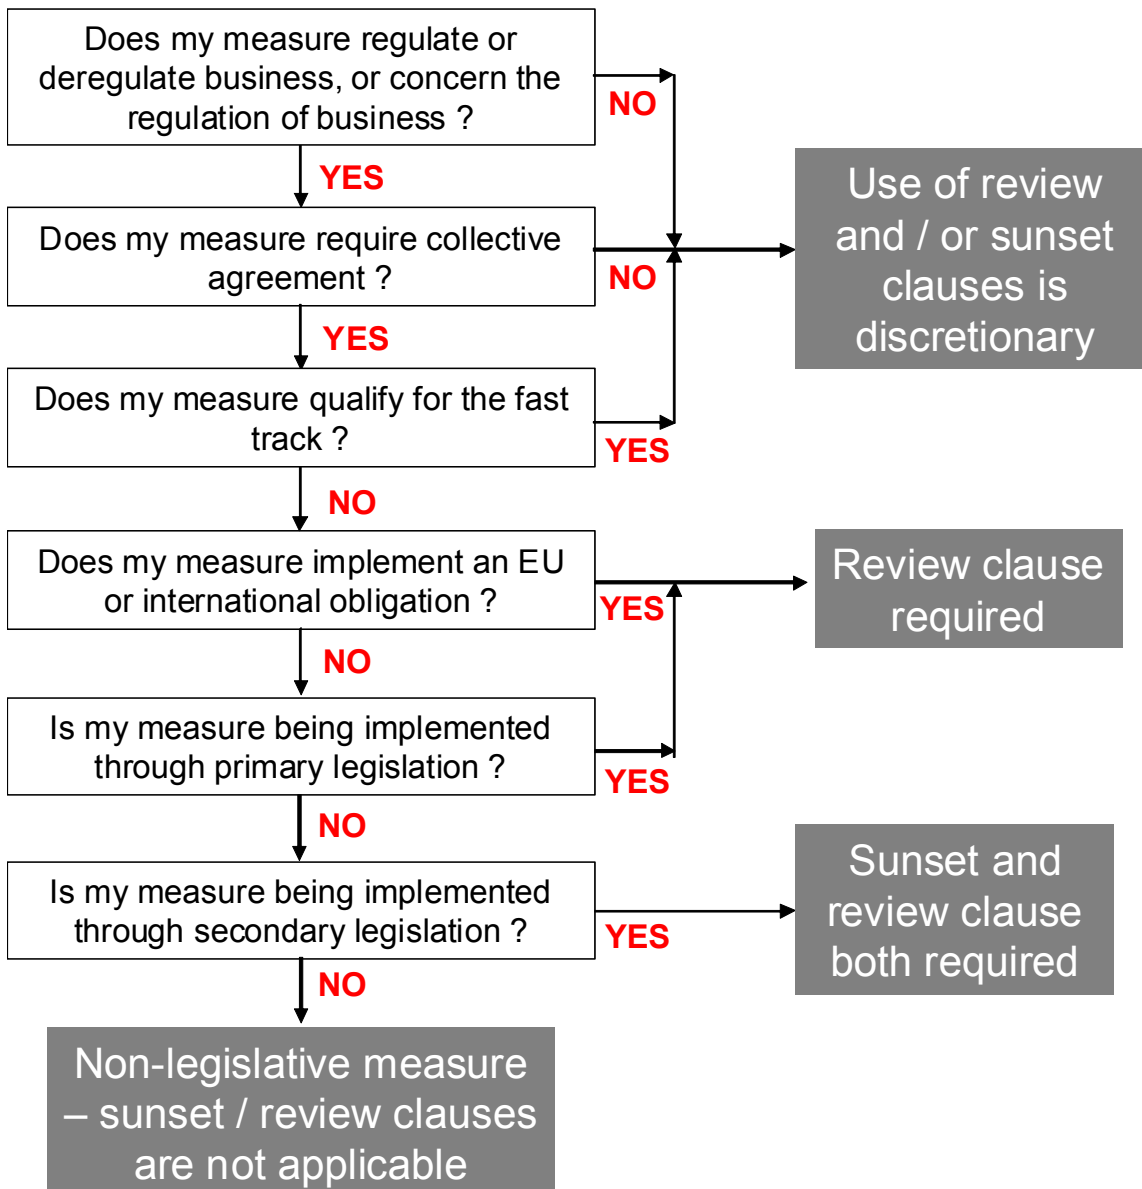 Does my measure regulate or
deregulate business, or concern the
regulation of business ?
NO
YES
Does my measure require collective
agreement ?
NO
Use of review
and / or sunset
clauses is
discretionary
YES
Does my measure qualify for the fast
track ?
YES
NO
Does my measure implement an EU
or international obligation ?
YES
Review clause
required
NO
Is my measure being implemented
through primary legislation ?
YES
NO
Is my measure being implemented
through secondary legislation ?
YES
Sunset and
review clause
both required
NO
Non-legislative measure
– sunset / review clauses
are not applicable